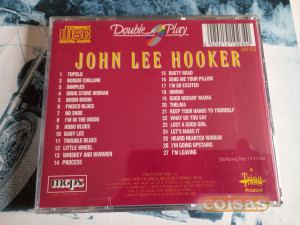 COMPACT
disc
DIGITAL AUDIO
Double Play
JOHN LEE HOOKER
1 TUPELO
2 BOOGIE CHILLUM
3 DIMPLES
4 DRUG STORE WOMAN
5 BOOM BOOM
6 FRISCO BLUES
7 NO SHOE
8 I'M IN THE MOOD
9 HOBO BLUES
10 BABY LEE
11 TROUBLE BLUES
12 LITTLE WHEEL
13 WHISKEY AND WIMMEN
14 PROCESS
15 DUSTY ROAD
16 SEND ME YOUR PILLOW
17 I'M SO EXCITED
18 ONIONS
19 GOOD ROCKIN' MAMA
20 THELMA
21 KEEP YOUR HANDS TO YOURSELF
22 WHAT DO YOU SAY
23 LOST A GOOD GIRL
24 LET'S MAKE IT
25 HEARD HEARTED WOMAN
26 I'M GOING UPSTAIRS
27 I'M LEAVING
mcps
Tring
Product
coisas